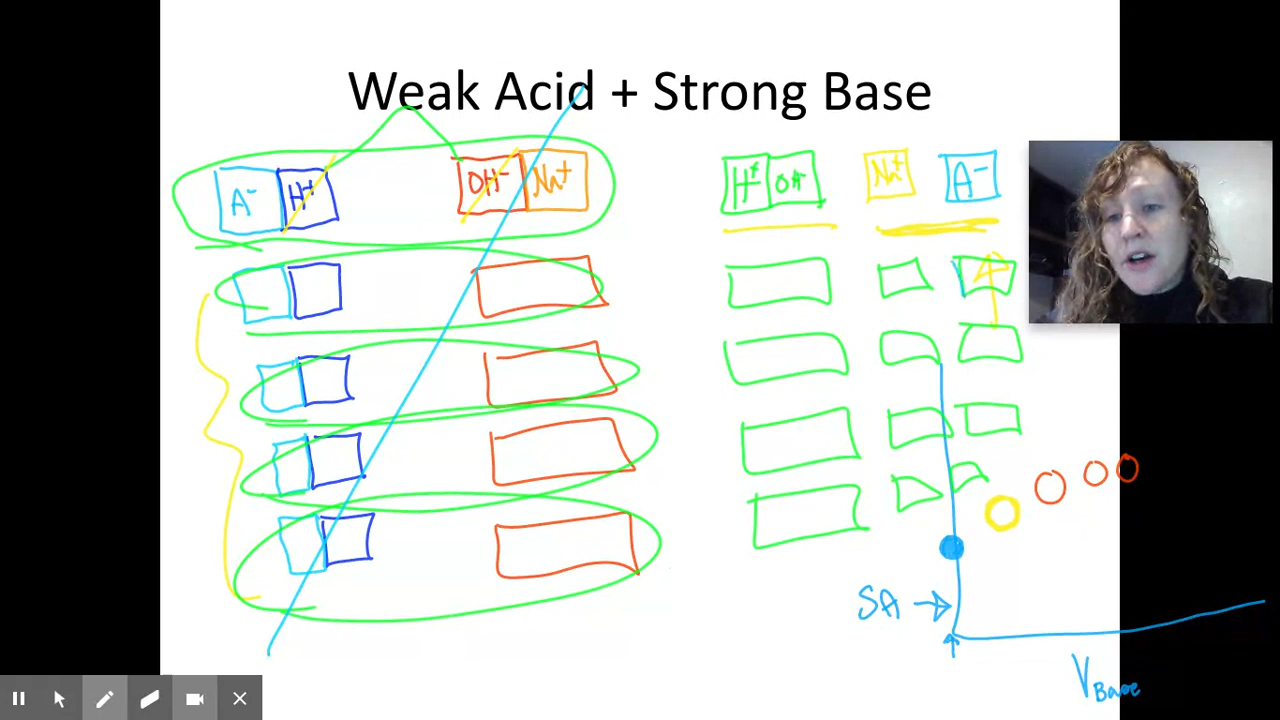 Weak Acid + Strong Base
A⁻ H⁺ OH⁻ Na⁺ H⁺ OH⁻ Na⁺ A⁻
SA →
V Base